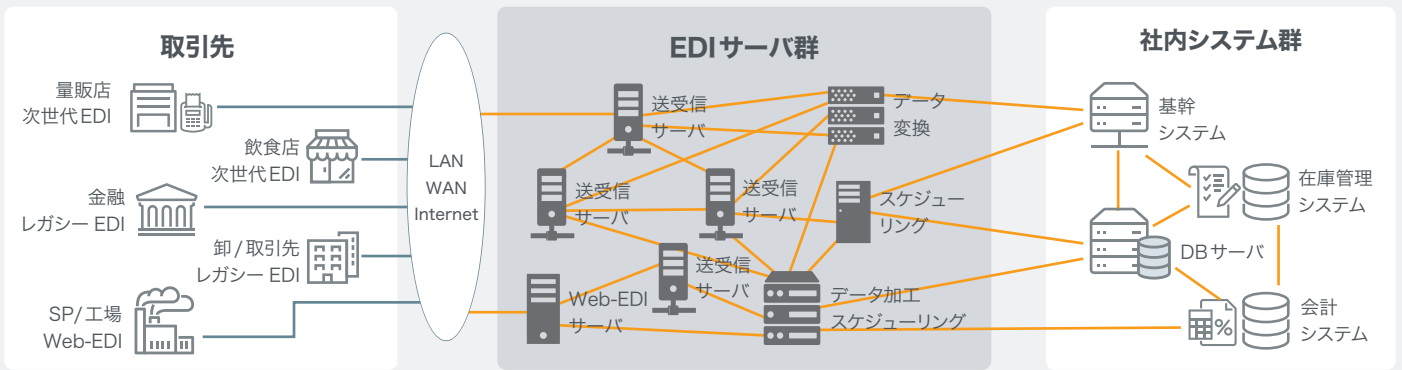 取引先
量販店
次世代EDI
飲食店
次世代EDI
金融
レガシー EDI
卸/取引先
レガシー EDI
SP/工場
Web-EDI
LAN
WAN
Internet
EDIサーバ群
送受信
サーバ
データ
変換
送受信
サーバ
送受信
サーバ
スケジュー
リング
送受信
サーバ
Web-EDI
サーバ
データ加工
スケジューリング
社内システム群
基幹
システム
在庫管理
システム
DBサーバ
%
会計
システム